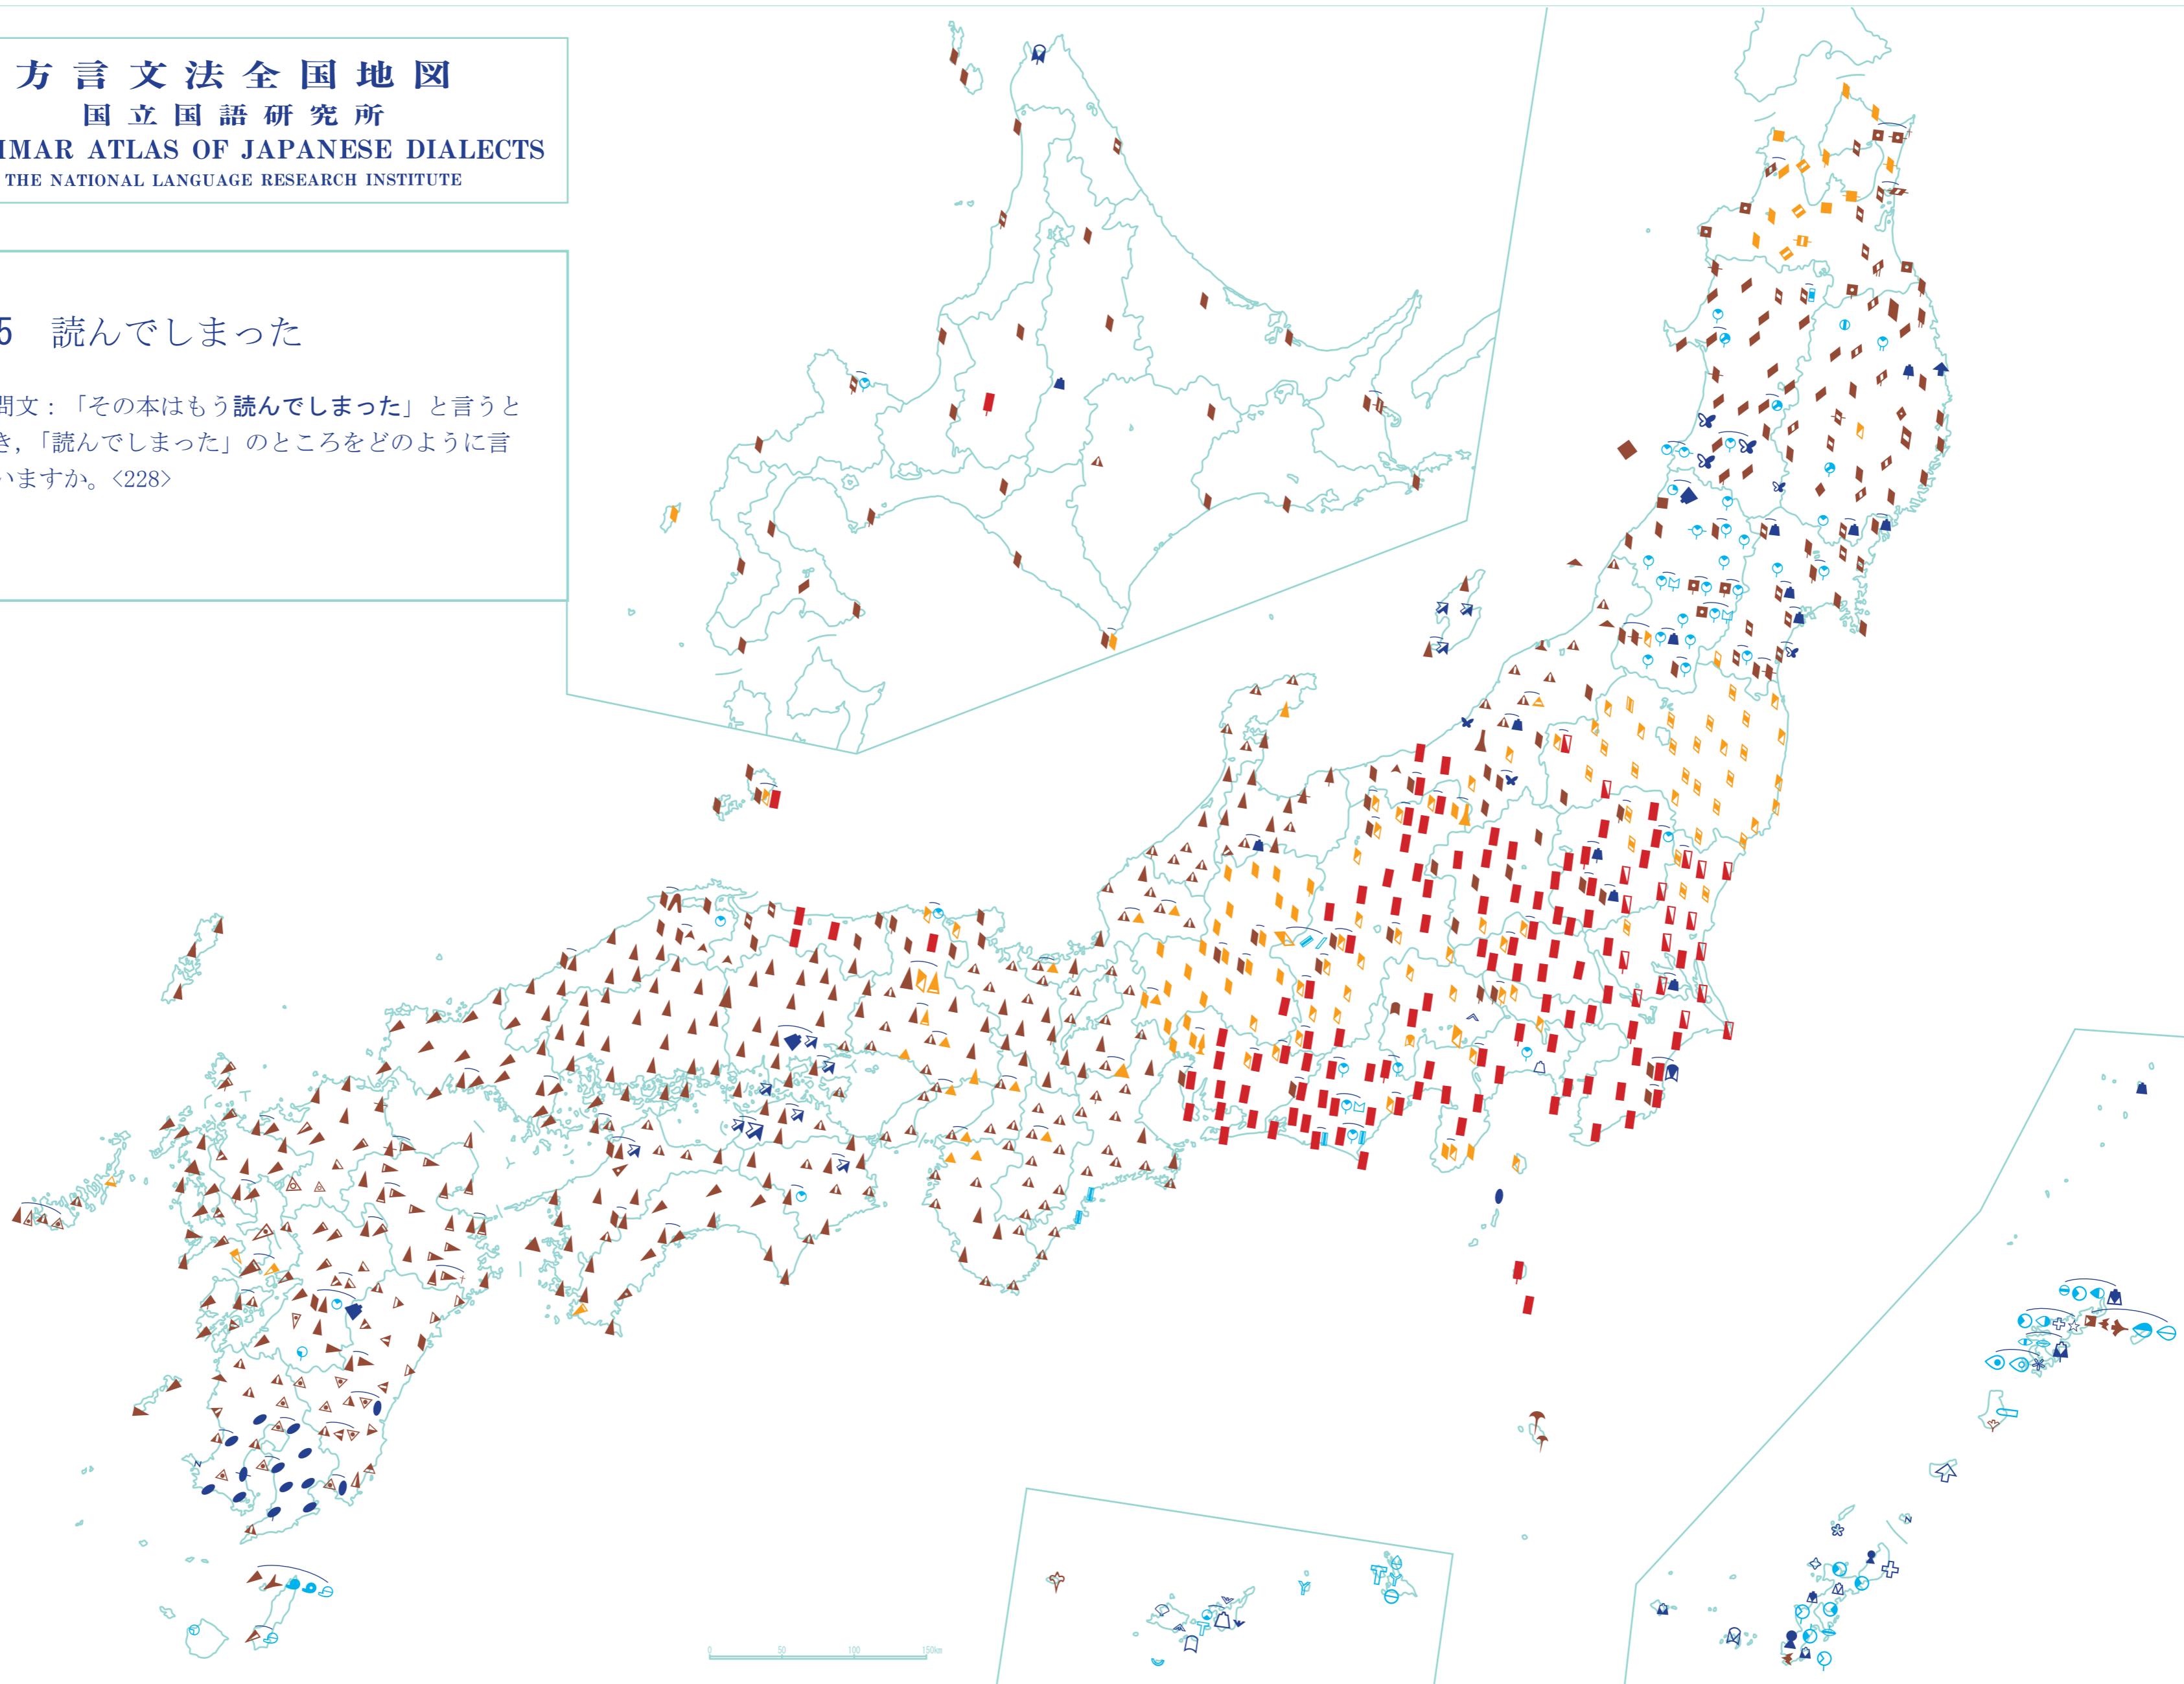 方言文法全国地図
国立国語研究所
MAR ATLAS OF JAPANESE DIALECTS
THE NATIONAL LANGUAGE RESEARCH INSTITUTE
5 読んでしまった
問文：「その本はもう読んでしまった」と言うと
き，「読んでしまった」のところをどのように言
いますか。〈228〉
0 50 100 150km